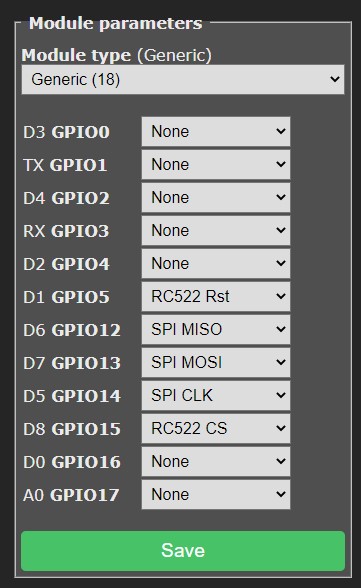 Module parameters
Module type (Generic)
Generic (18)
D3 GPIO0 None
TX GPIO1 None
D4 GPIO2 None
RX GPIO3 None
D2 GPIO4 None
D1 GPIO5 RC522 Rst
D6 GPIO12 SPI MISO
D7 GPIO13 SPI MOSI
D5 GPIO14 SPI CLK
D8 GPIO15 RC522 CS
D0 GPIO16 None
A0 GPIO17 None
Save